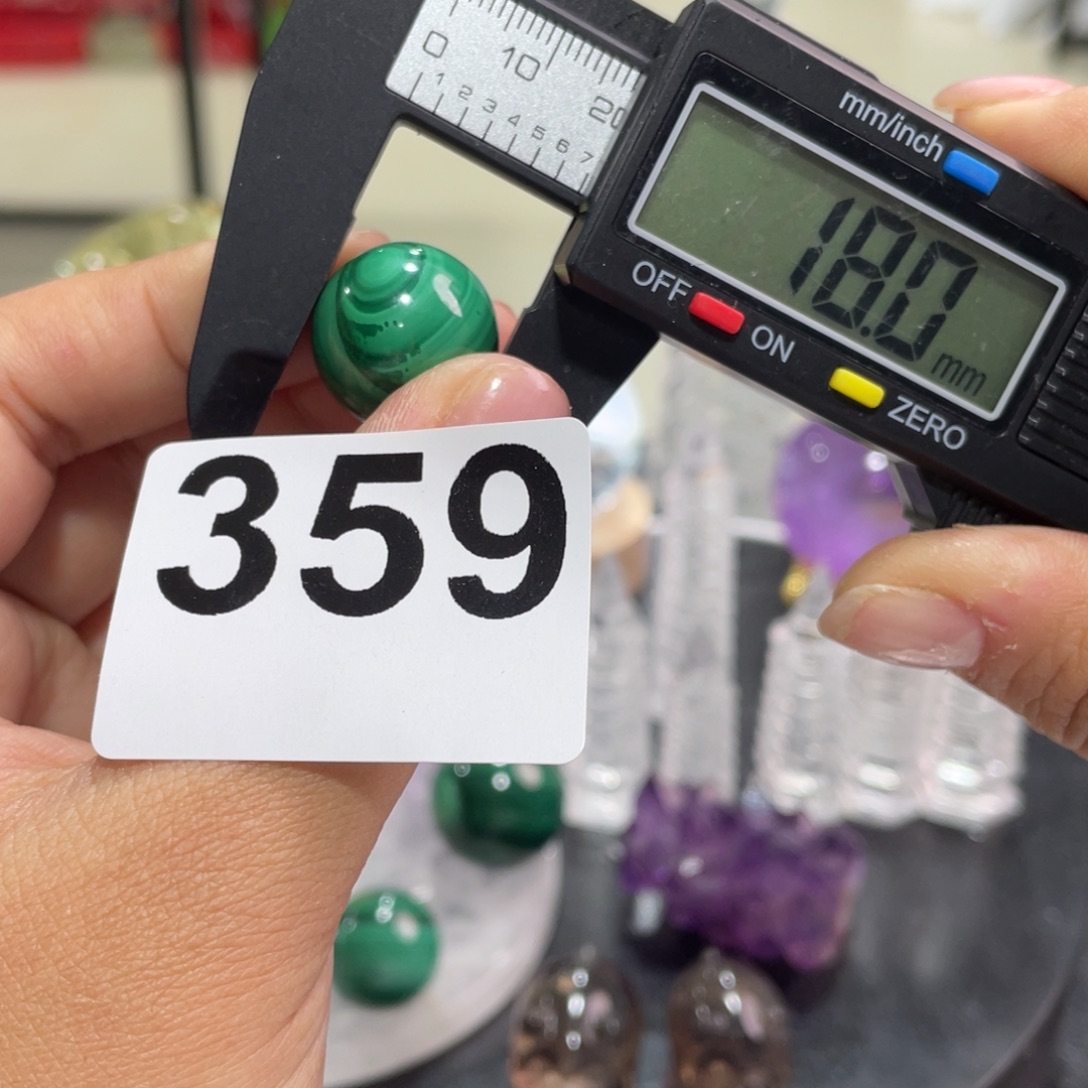 0 10 20
1 2 3 4 5 6 7
mm/inch
18.0 mm
OFF ON
ZERO
359